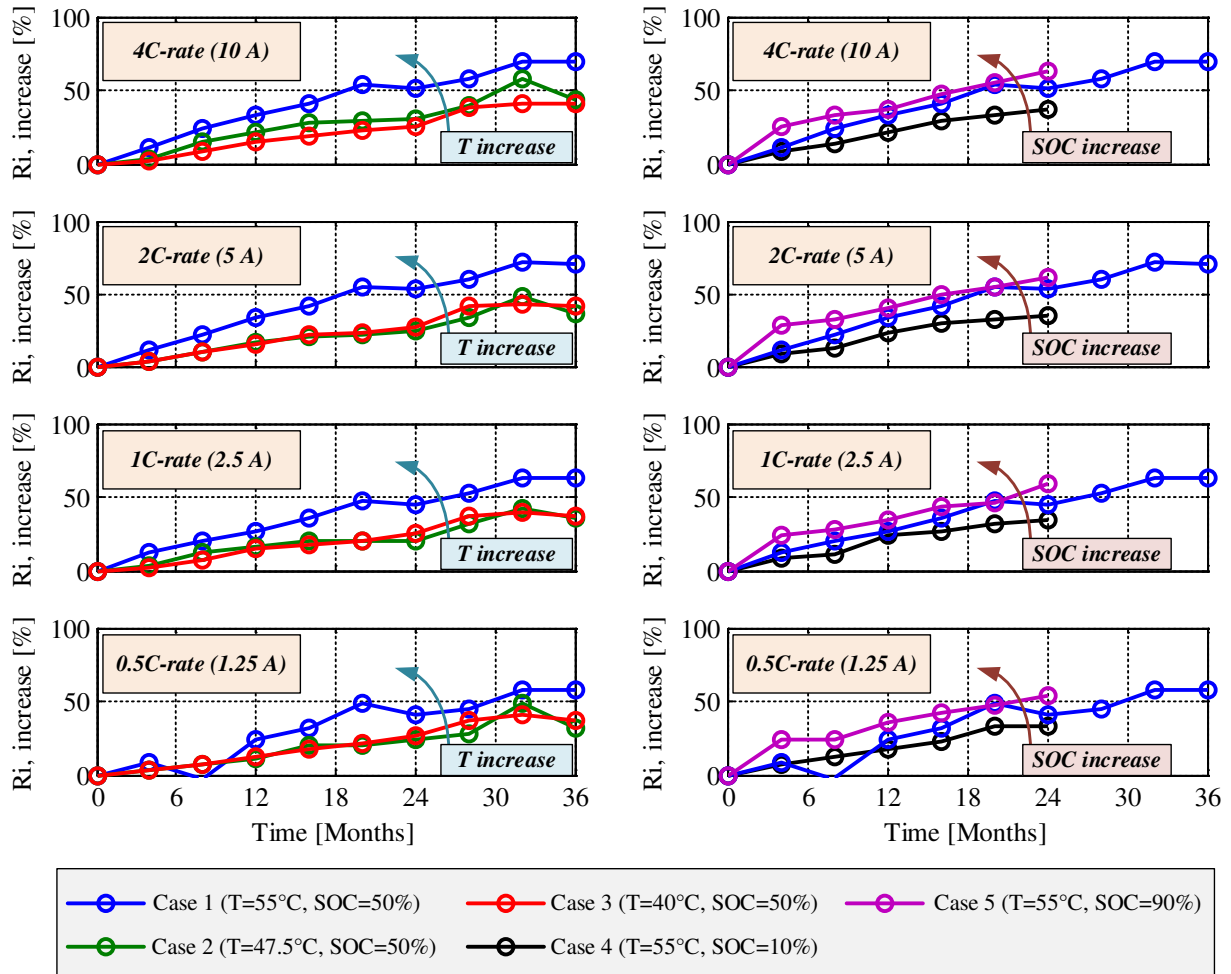 Ri, increase [%]
100
50
0
4C-rate (10 A)
T increase
Ri, increase [%]
100
50
0
4C-rate (10 A)
SOC increase
Ri, increase [%]
100
50
0
2C-rate (5 A)
T increase
Ri, increase [%]
100
50
0
2C-rate (5 A)
SOC increase
Ri, increase [%]
100
50
0
1C-rate (2.5 A)
T increase
Ri, increase [%]
100
50
0
1C-rate (2.5 A)
SOC increase
Ri, increase [%]
100
50
0
0.5C-rate (1.25 A)
T increase
0 6 12 18 24 30 36
Time [Months]
Ri, increase [%]
100
50
0
0.5C-rate (1.25 A)
SOC increase
0 6 12 18 24 30 36
Time [Months]
Case 1 (T=55°C, SOC=50%)
Case 3 (T=40°C, SOC=50%)
Case 5 (T=55°C, SOC=90%)
Case 2 (T=47.5°C, SOC=50%)
Case 4 (T=55°C, SOC=10%)